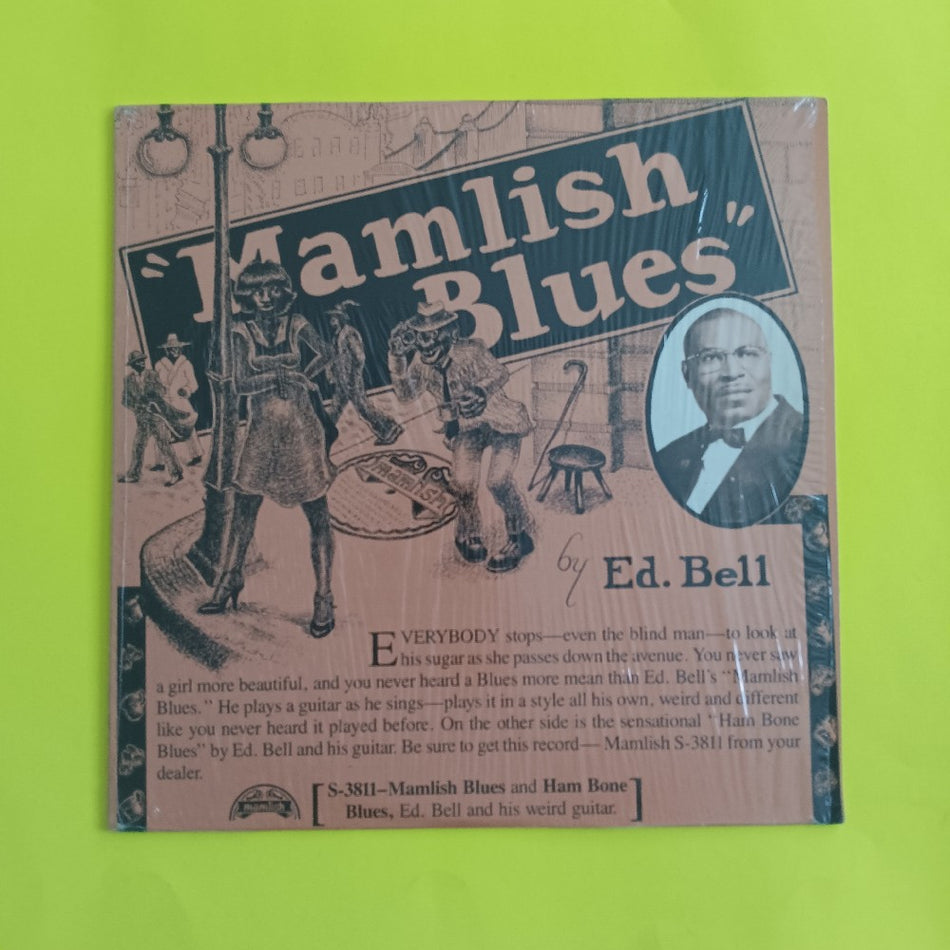 "Mamlish
Blues"
MAMLISH
by Ed. Bell
EVERYBODY stops—even the blind man—to look at
his sugar as she passes down the avenue. You never saw
a girl more beautiful, and you never heard a Blues more mean than Ed. Bell's "Mamlish
Blues." He plays a guitar as he sings—plays it in a style all his own, weird and different
like you never heard it played before. On the other side is the sensational "Ham Bone
Blues" by Ed. Bell and his guitar. Be sure to get this record— Mamlish S-3811 from your
dealer.
mamlish
[S-3811–Mamlish Blues and Ham Bone
Blues, Ed. Bell and his weird guitar.]